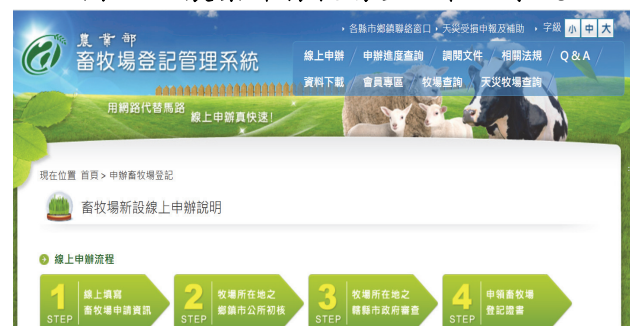 各縣市鄉鎮聯絡窗口 天災受損申報及補助 字級 小 中 大
農業部
畜牧場登記管理系統
線上申辦 / 申辦進度查詢 / 調閱文件 / 相關法規 / Q & A /
資料下載 / 會員專區 / 牧場查詢 / 天災牧場查詢
用網路代替馬路
線上申辦真快速!
現在位置 首頁 > 申辦畜牧場登記
畜牧場新設線上申辦說明
線上申辦流程
1 STEP 線上填寫 畜牧場申請資訊
2 STEP 牧場所在地之 鄉鎮市公所初核
3 STEP 牧場所在地之 轄縣市政府審查
4 STEP 申領畜牧場 登記證書